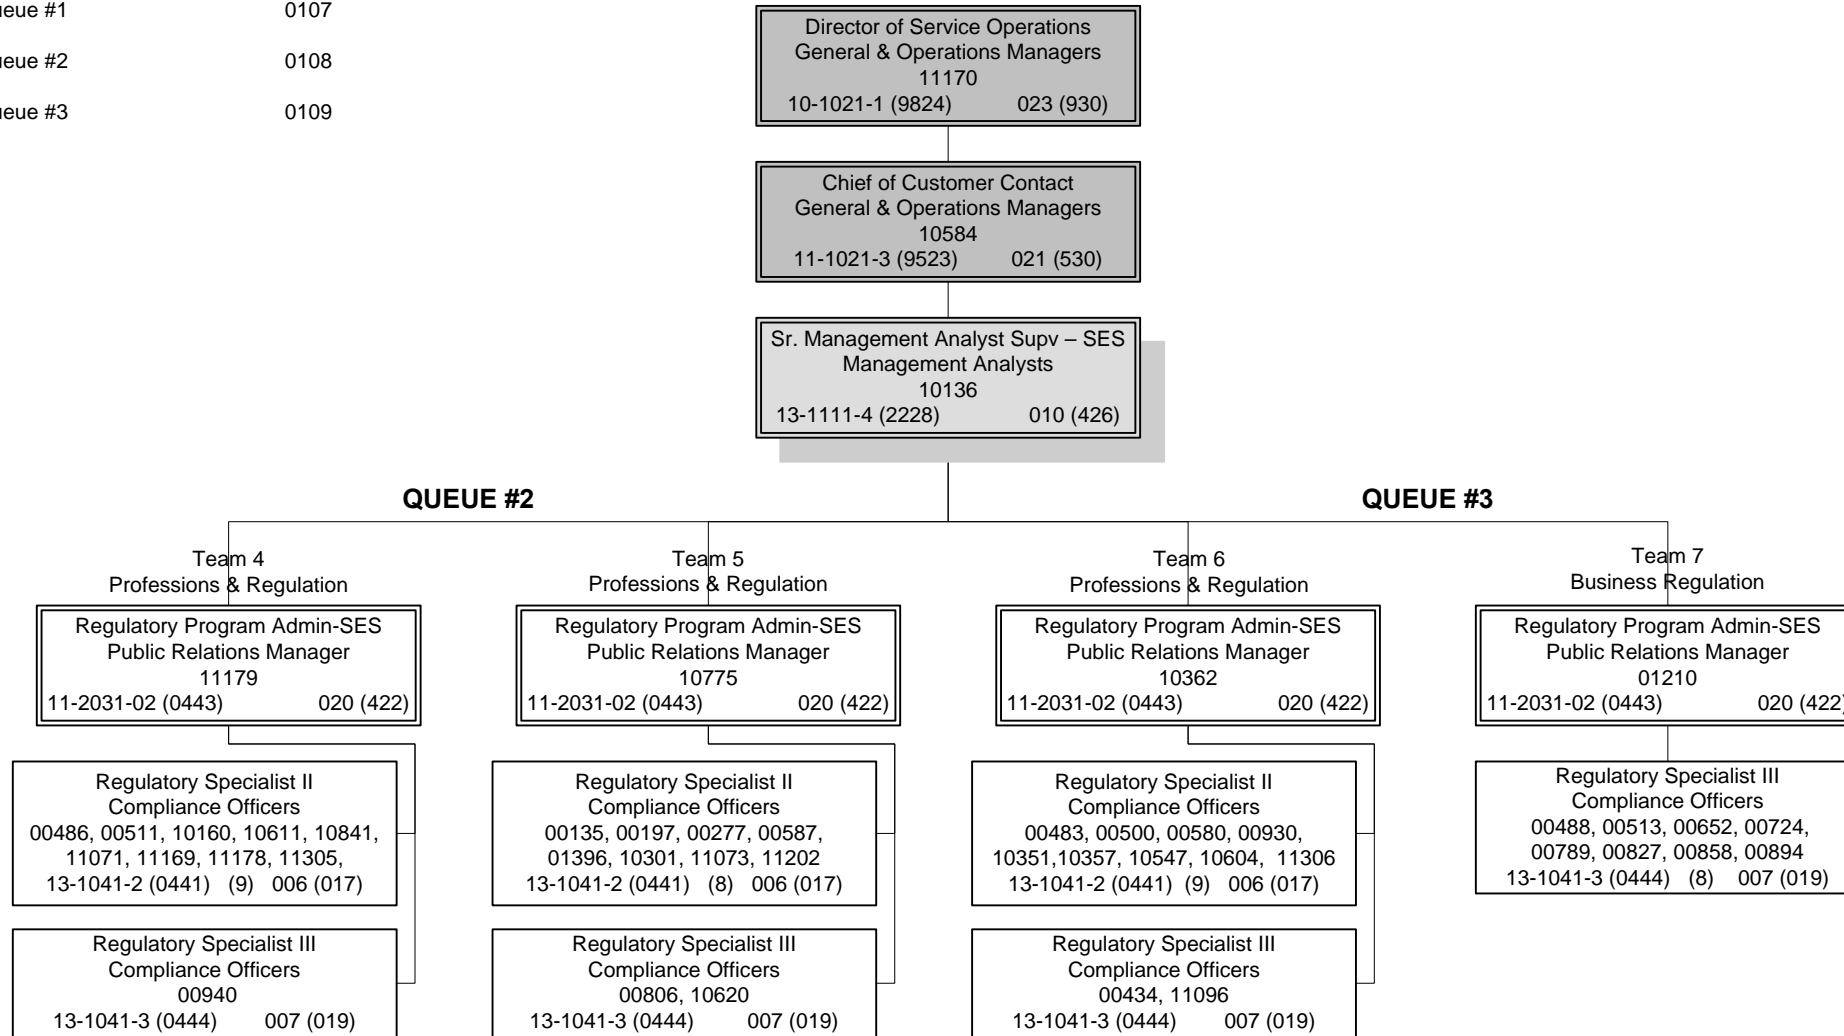 ueue #1 0107
ueue #2 0108
ueue #3 0109
Director of Service Operations
General & Operations Managers
11170
10-1021-1 (9824) 023 (930)
Chief of Customer Contact
General & Operations Managers
10584
11-1021-3 (9523) 021 (530)
Sr. Management Analyst Supv – SES
Management Analysts
10136
13-1111-4 (2228) 010 (426)
QUEUE #2
QUEUE #3
Team 4
Professions & Regulation
Regulatory Program Admin-SES
Public Relations Manager
11179
11-2031-02 (0443) 020 (422)
Regulatory Specialist II
Compliance Officers
00486, 00511, 10160, 10611, 10841,
11071, 11169, 11178, 11305,
13-1041-2 (0441) (9) 006 (017)
Regulatory Specialist III
Compliance Officers
00940
13-1041-3 (0444) 007 (019)
Team 5
Professions & Regulation
Regulatory Program Admin-SES
Public Relations Manager
10775
11-2031-02 (0443) 020 (422)
Regulatory Specialist II
Compliance Officers
00135, 00197, 00277, 00587,
01396, 10301, 11073, 11202
13-1041-2 (0441) (8) 006 (017)
Regulatory Specialist III
Compliance Officers
00806, 10620
13-1041-3 (0444) 007 (019)
Team 6
Professions & Regulation
Regulatory Program Admin-SES
Public Relations Manager
10362
11-2031-02 (0443) 020 (422)
Regulatory Specialist II
Compliance Officers
00483, 00500, 00580, 00930,
10351,10357, 10547, 10604, 11306
13-1041-2 (0441) (9) 006 (017)
Regulatory Specialist III
Compliance Officers
00434, 11096
13-1041-3 (0444) 007 (019)
Team 7
Business Regulation
Regulatory Program Admin-SES
Public Relations Manager
01210
11-2031-02 (0443) 020 (422)
Regulatory Specialist III
Compliance Officers
00488, 00513, 00652, 00724,
00789, 00827, 00858, 00894
13-1041-3 (0444) (8) 007 (019)